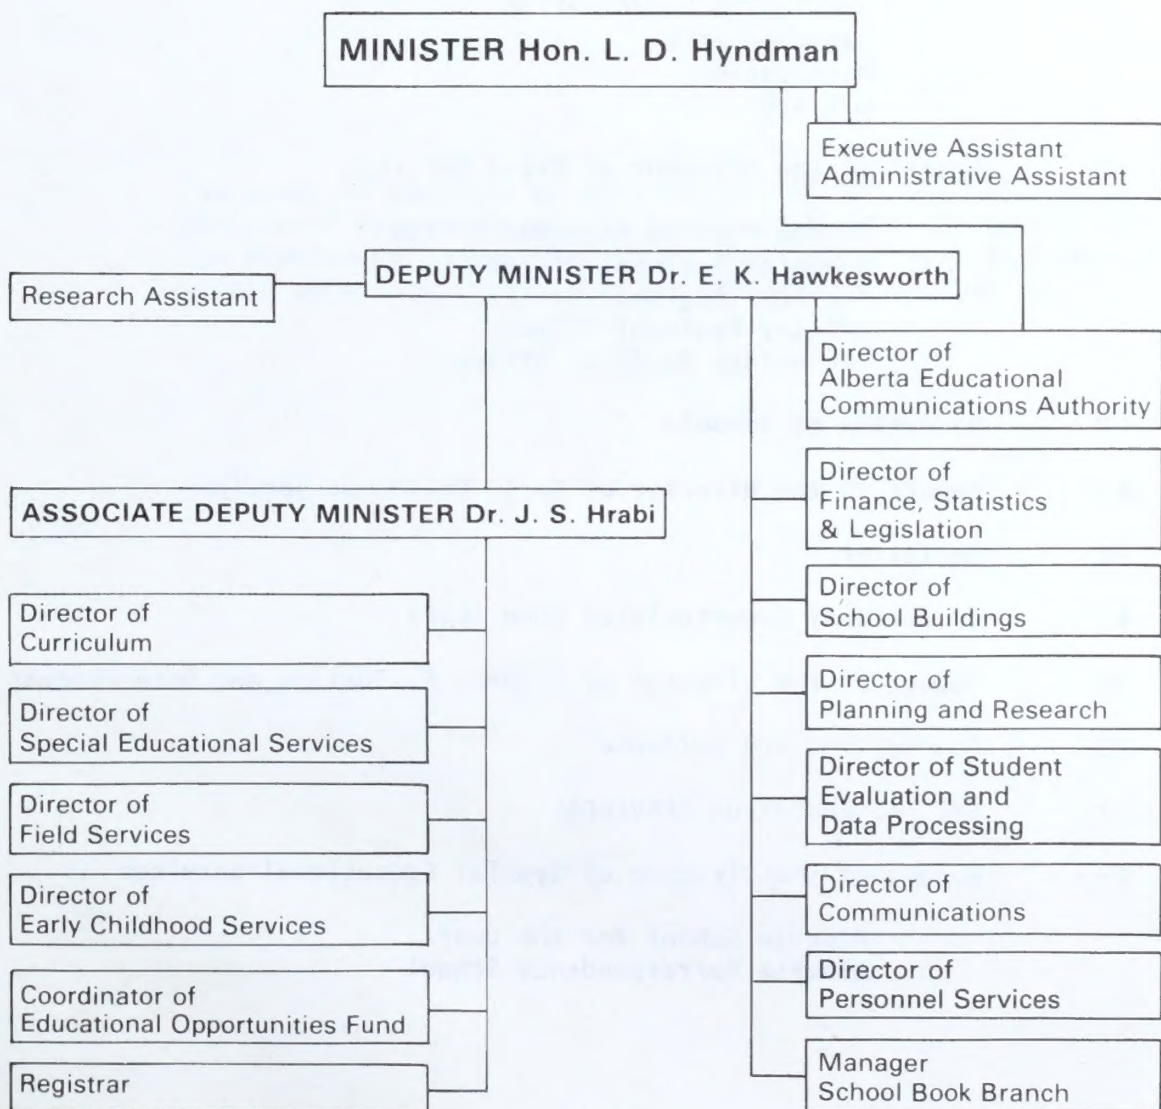 MINISTER Hon. L. D. Hyndman
Executive Assistant
Administrative Assistant
DEPUTY MINISTER Dr. E. K. Hawkesworth
Research Assistant
Director of
Alberta Educational
Communications Authority
Director of
Finance, Statistics
& Legislation
ASSOCIATE DEPUTY MINISTER Dr. J. S. Hrabi
Director of
School Buildings
Director of
Curriculum
Director of
Planning and Research
Director of
Special Educational Services
Director of Student
Evaluation and
Data Processing
Director of
Field Services
Director of
Communications
Director of
Early Childhood Services
Director of
Personnel Services
Coordinator of
Educational Opportunities Fund
Manager
School Book Branch
Registrar